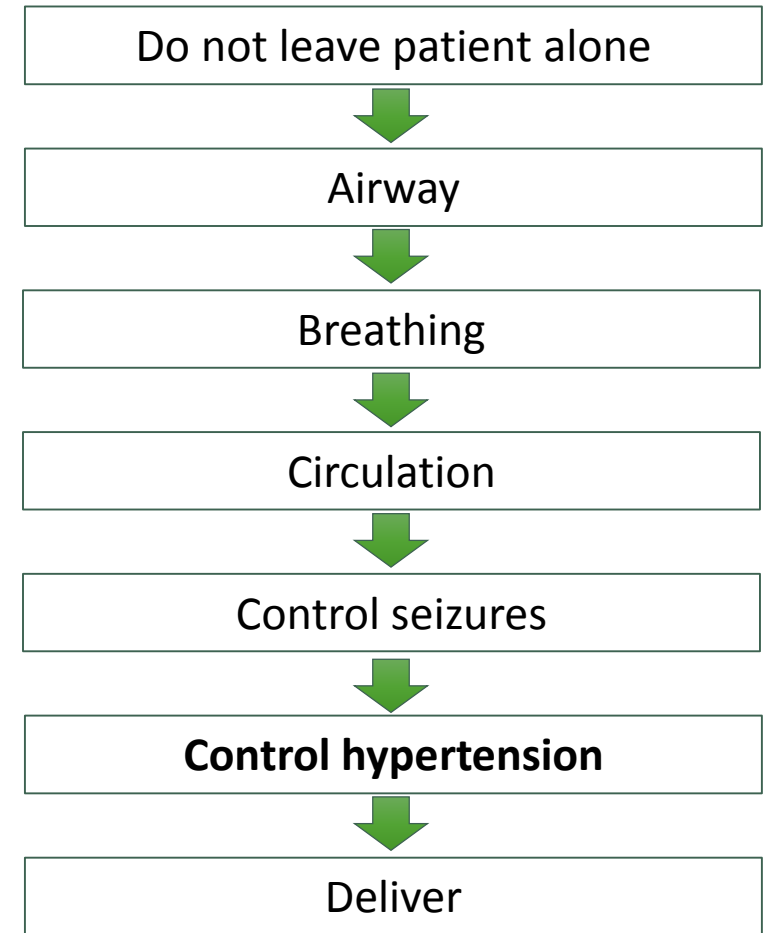 Do not leave patient alone
Airway
Breathing
Circulation
Control seizures
Control hypertension
Deliver